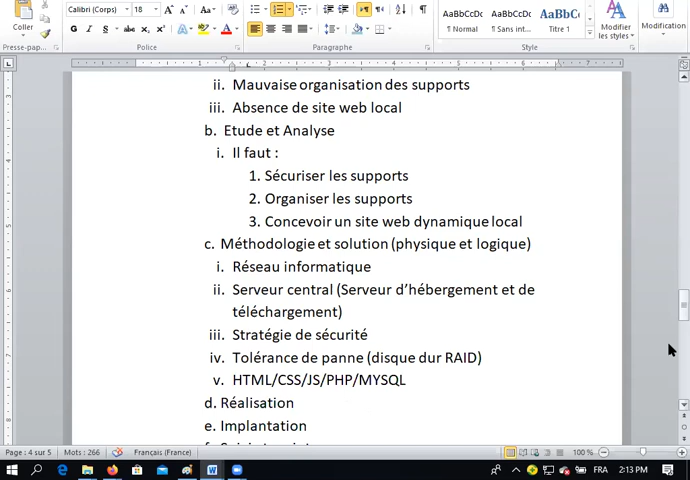 Calibri (Corps) 18
AaBbCcDc AaBbCcDc AaBbC
Coller
¶ Normal ¶ Sans int... Titre 1
Modifier les styles
Modification
Presse-pap...
Police
Paragraphe
Style
ii. Mauvaise organisation des supports
iii. Absence de site web local
b. Etude et Analyse
i. Il faut :
1. Sécuriser les supports
2. Organiser les supports
3. Concevoir un site web dynamique local
c. Méthodologie et solution (physique et logique)
i. Réseau informatique
ii. Serveur central (Serveur d’hébergement et de
téléchargement)
iii. Stratégie de sécurité
iv. Tolérance de panne (disque dur RAID)
v. HTML/CSS/JS/PHP/MYSQL
d. Réalisation
e. Implantation
Page : 4 sur 5 Mots : 266 Français (France) 100 %
FRA 2:13 PM